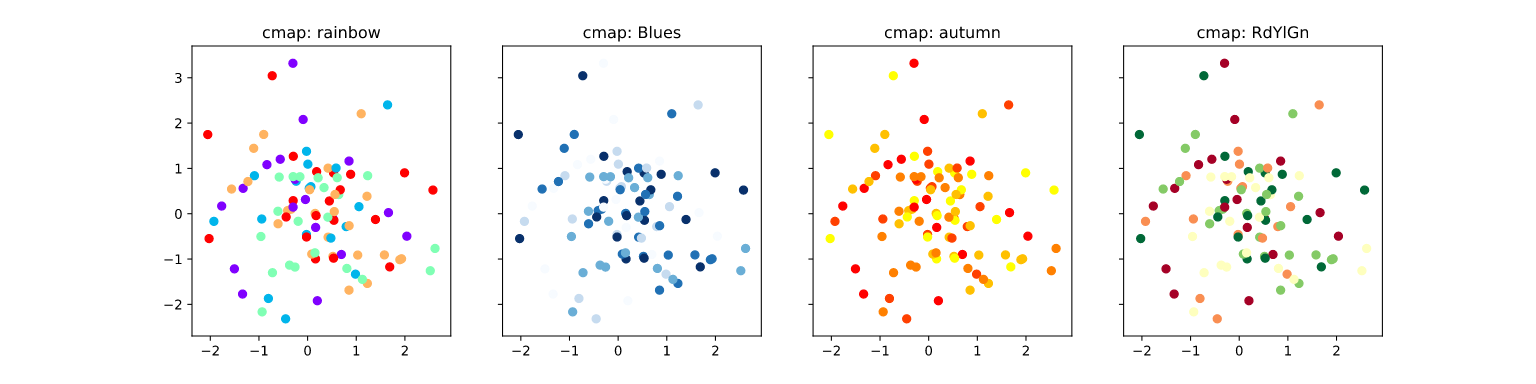 cmap: rainbow
cmap: Blues
cmap: autumn
cmap: RdYlGn
3
2
1
0
−1
−2
−2 −1 0 1 2
−2 −1 0 1 2
−2 −1 0 1 2
−2 −1 0 1 2